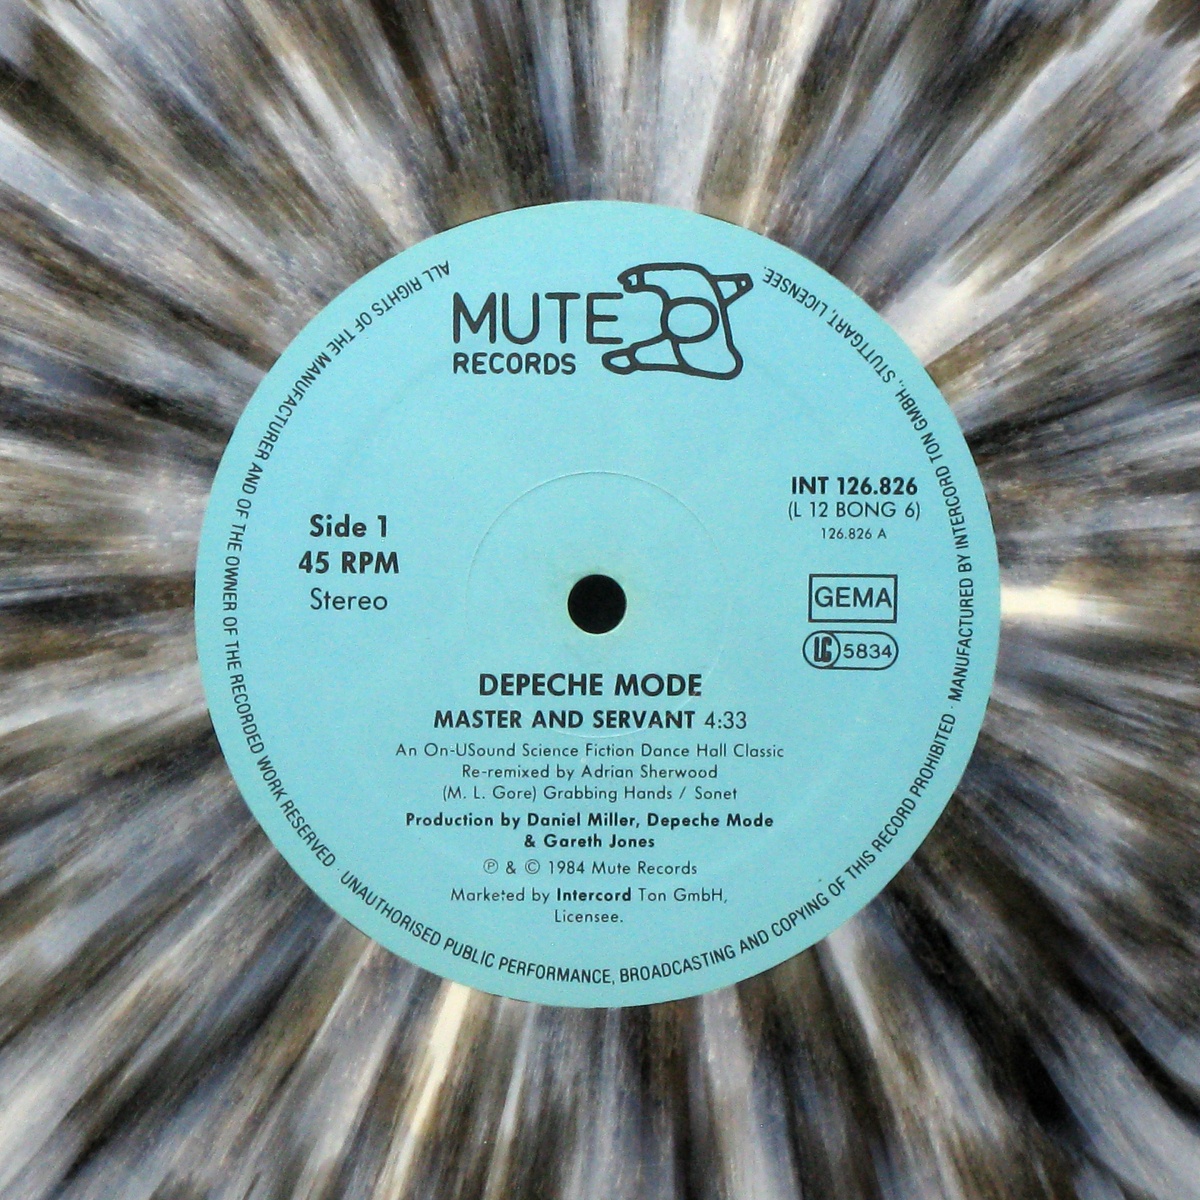 MUTE
RECORDS
Side 1
45 RPM
Stereo
INT 126.826
(L 12 BONG 6)
126.826 A
GEMA
LC 5834
DEPECHE MODE
MASTER AND SERVANT 4:33
An On-USound Science Fiction Dance Hall Classic
Re-remixed by Adrian Sherwood
(M. L. Gore) Grabbing Hands / Sonet
Production by Daniel Miller, Depeche Mode
& Gareth Jones
℗ & © 1984 Mute Records
Marketed by Intercord Ton GmbH,
Licensee.
ALL RIGHTS OF THE MANUFACTURER AND OF THE OWNER OF THE RECORDED WORK RESERVED · UNAUTHORISED PUBLIC PERFORMANCE, BROADCASTING AND COPYING OF THIS RECORD PROHIBITED · MANUFACTURED BY INTERCORD TON GMBH., STUTTGART, LICENSEE.